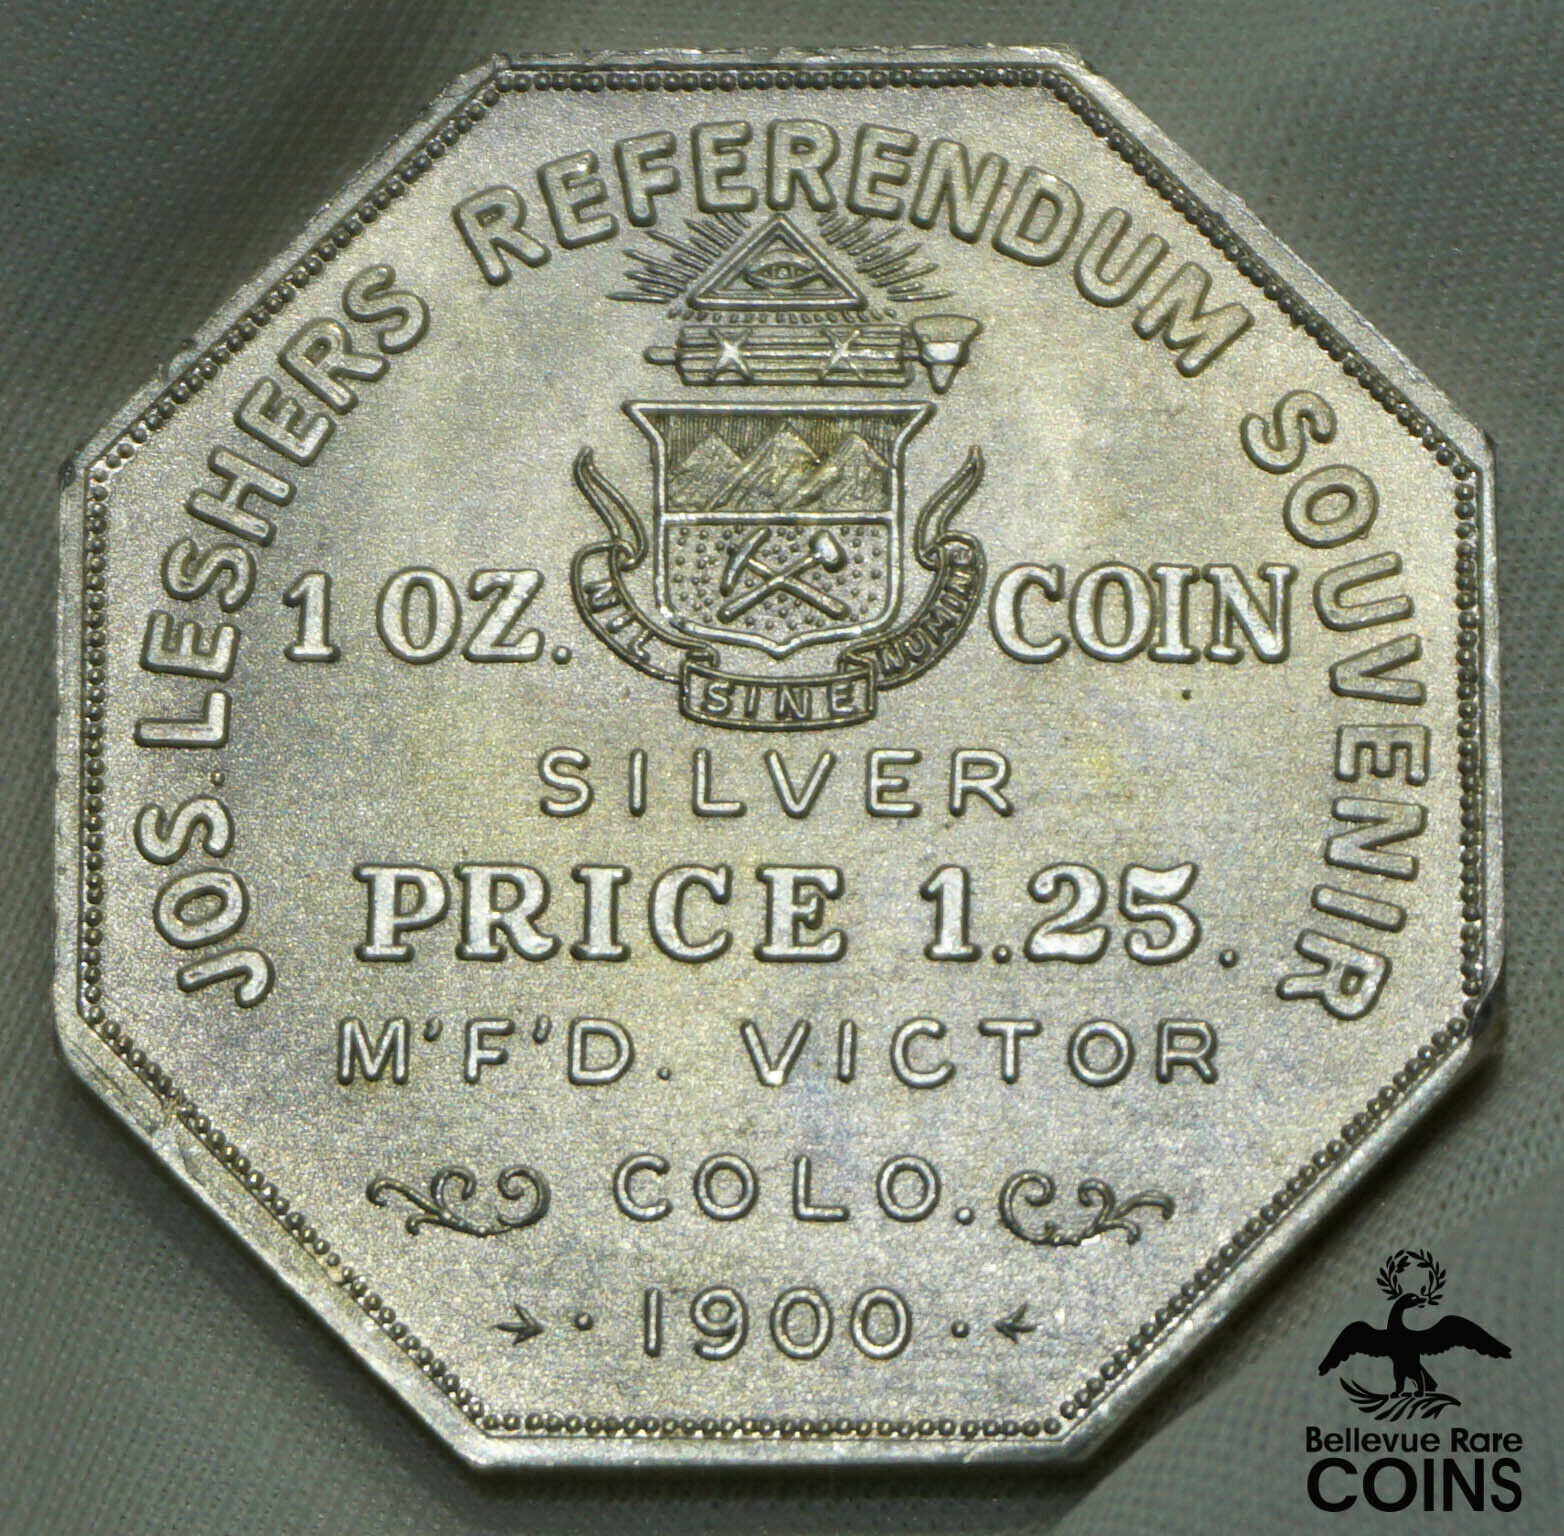 JOS. LESHERS REFERENDUM SOUVENIR
1 OZ. COIN
NIL SINE NUMINE
SILVER
PRICE 1.25.
M'F'D. VICTOR
COLO.
· 1900 ·
Bellevue Rare
COINS